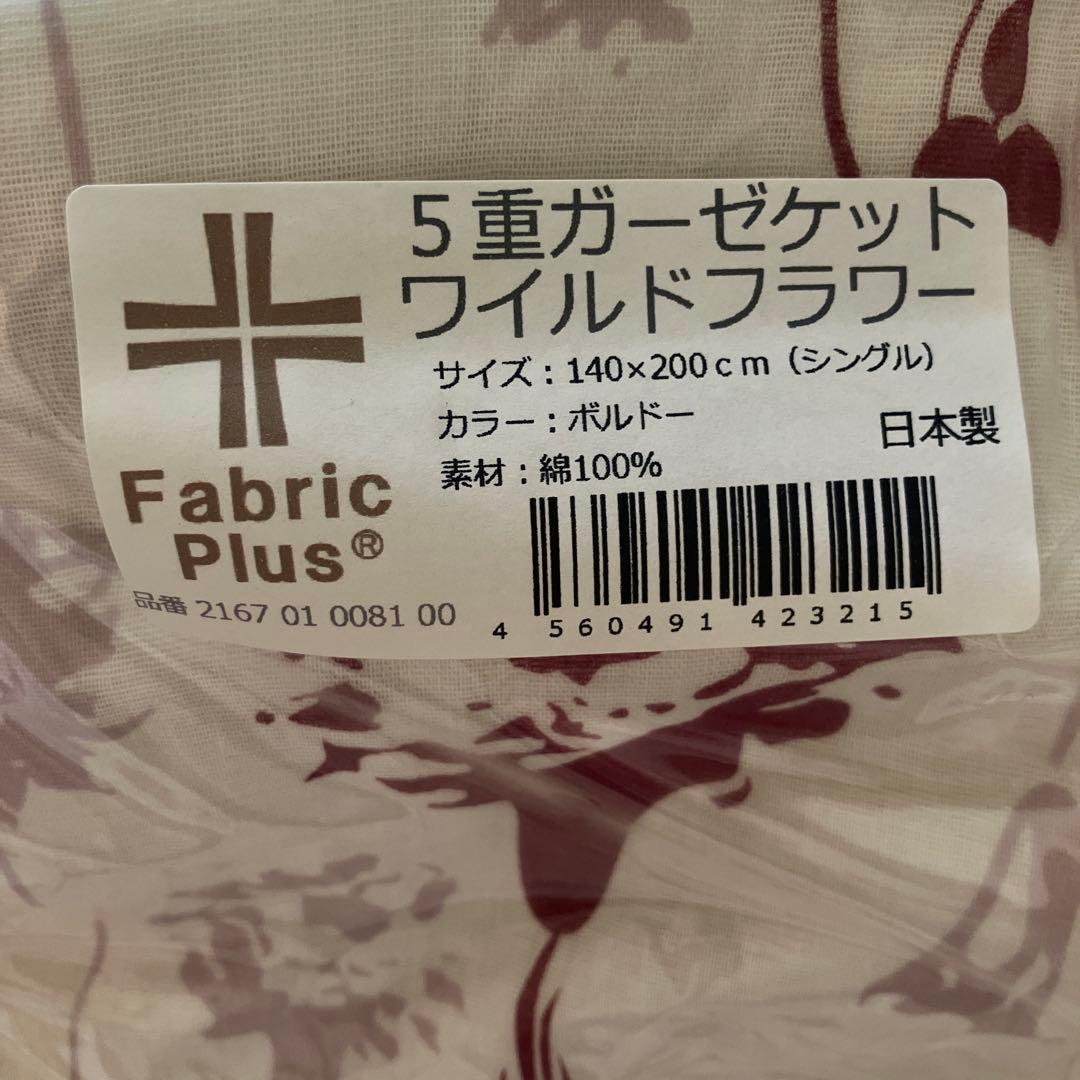 ５重ガーゼケット
ワイルドフラワー
サイズ：140×200ｃｍ（シングル）
カラー：ボルドー
日本製
素材：綿100%
Fabric
Plus®
品番 2167 01 0081 00
4 560491 423215